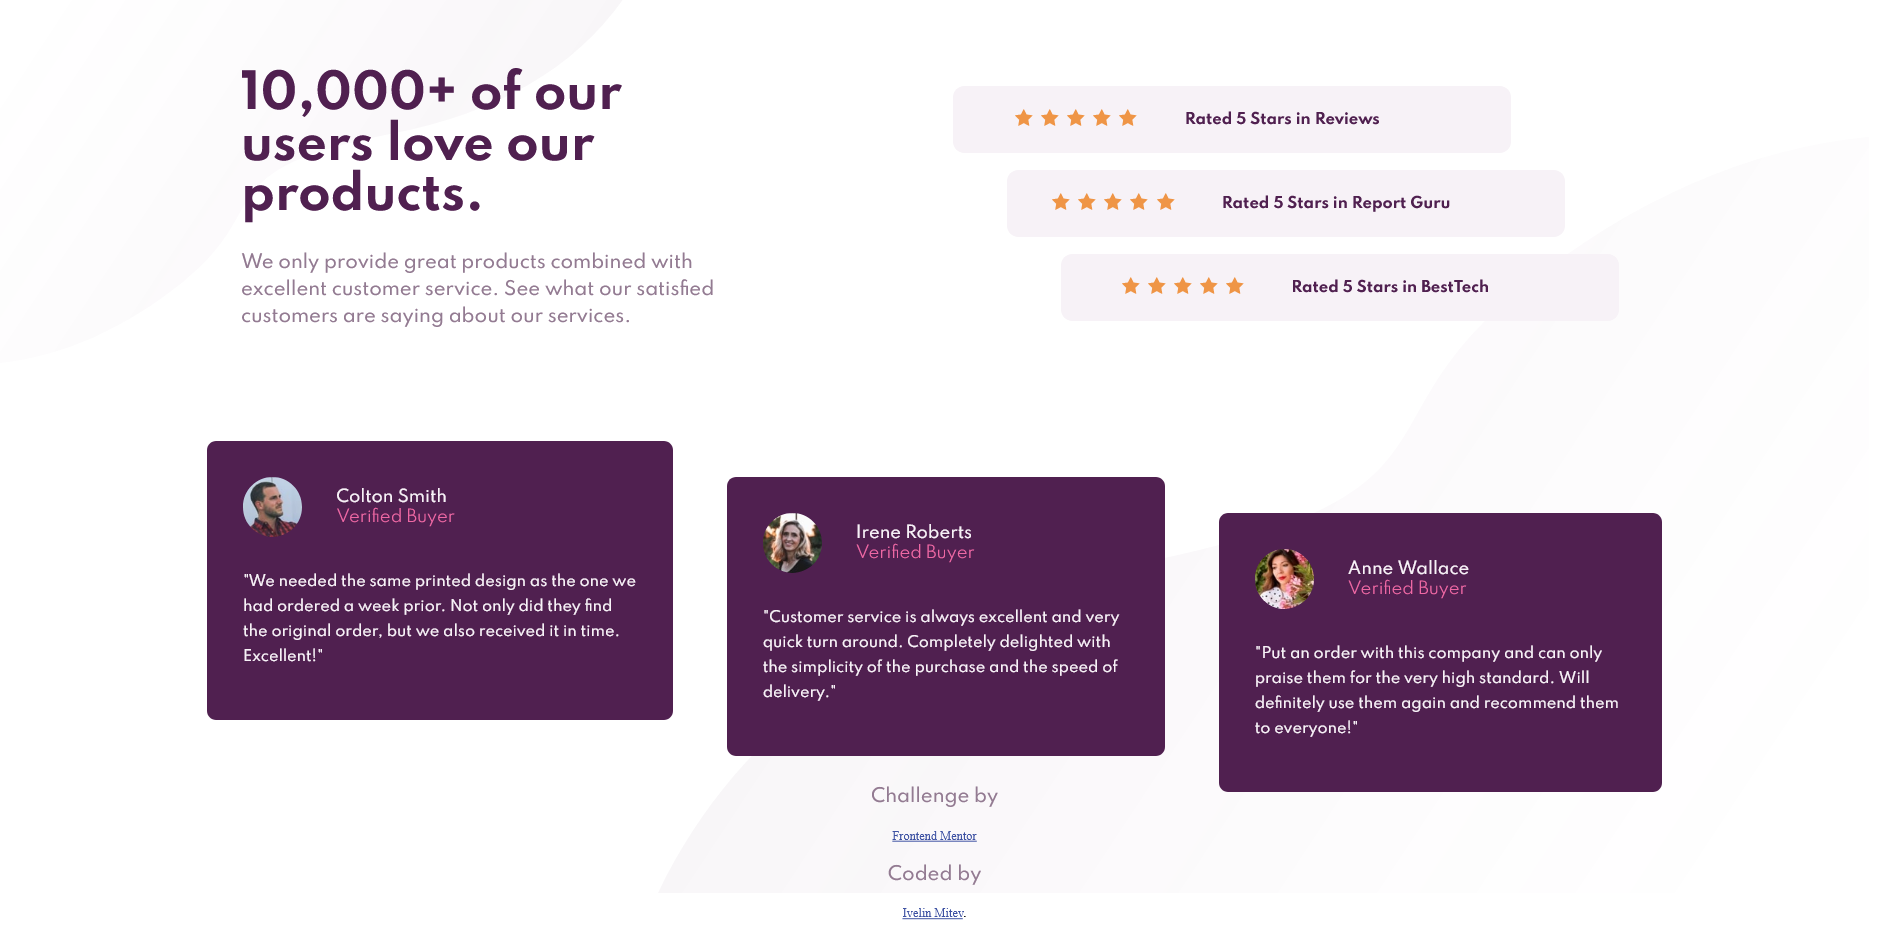 10,000+ of our
users love our
products.
We only provide great products combined with
excellent customer service. See what our satisfied
customers are saying about our services.
Rated 5 Stars in Reviews
Rated 5 Stars in Report Guru
Rated 5 Stars in BestTech
Colton Smith
Verified Buyer
"We needed the same printed design as the one we
had ordered a week prior. Not only did they find
the original order, but we also received it in time.
Excellent!"
Irene Roberts
Verified Buyer
"Customer service is always excellent and very
quick turn around. Completely delighted with
the simplicity of the purchase and the speed of
delivery."
Anne Wallace
Verified Buyer
"Put an order with this company and can only
praise them for the very high standard. Will
definitely use them again and recommend them
to everyone!"
Challenge by
Frontend Mentor
Coded by
Ivelin Mitev.